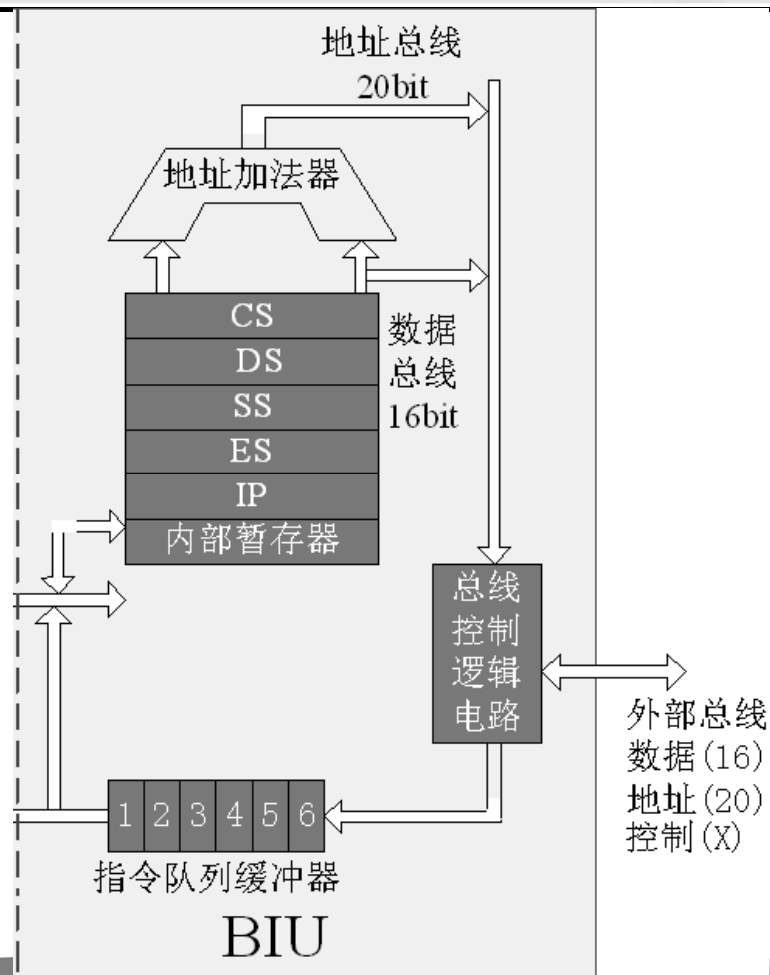 地址总线
20bit
地址加法器
CS
DS
SS
ES
IP
内部暂存器
数据
总线
16bit
总线
控制
逻辑
电路
外部总线
数据(16)
地址(20)
控制(X)
1 2 3 4 5 6
指令队列缓冲器
BIU